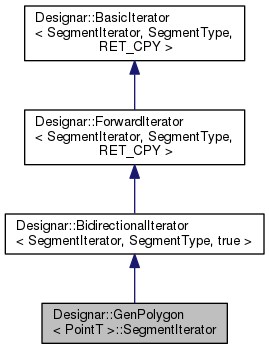 Designar::BasicIterator
< SegmentIterator, SegmentType,
RET_CPY >
Designar::ForwardIterator
< SegmentIterator, SegmentType,
RET_CPY >
Designar::BidirectionalIterator
< SegmentIterator, SegmentType, true >
Designar::GenPolygon
< PointT >::SegmentIterator